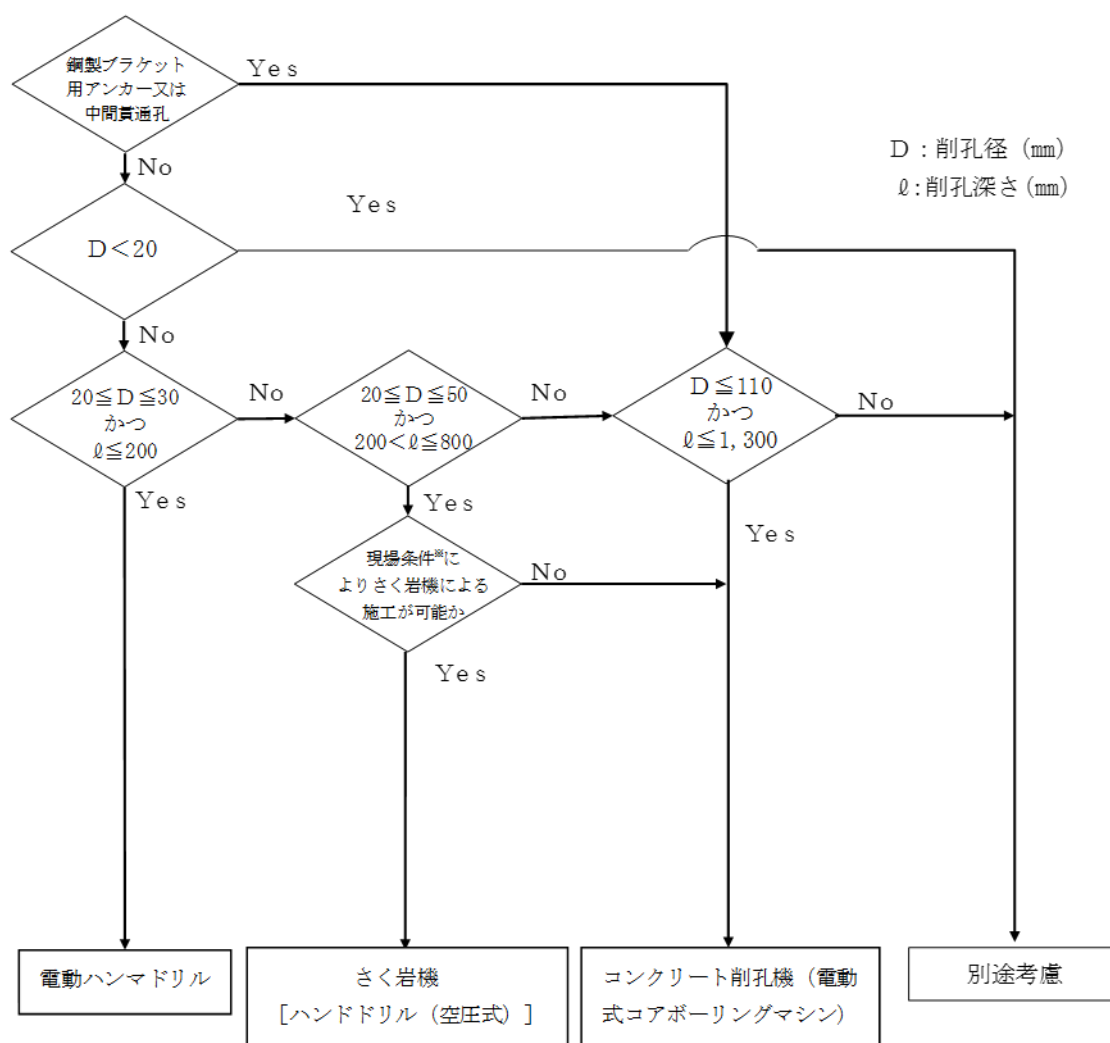 鋼製ブラケット
用アンカー又は
中間貫通孔
Yes
No
D：削孔径（㎜）
ℓ：削孔深さ(㎜)
Yes
D＜20
No
20≦D≦30
かつ
ℓ≦200
No
20≦D≦50
かつ
200<ℓ≦800
No
D≦110
かつ
ℓ≦1,300
No
Yes
Yes
Yes
現場条件※に
よりさく岩機による
施工が可能か
No
Yes
電動ハンマドリル
さく岩機
［ハンドドリル（空圧式）］
コンクリート削孔機（電動
式コアボーリングマシン）
別途考慮